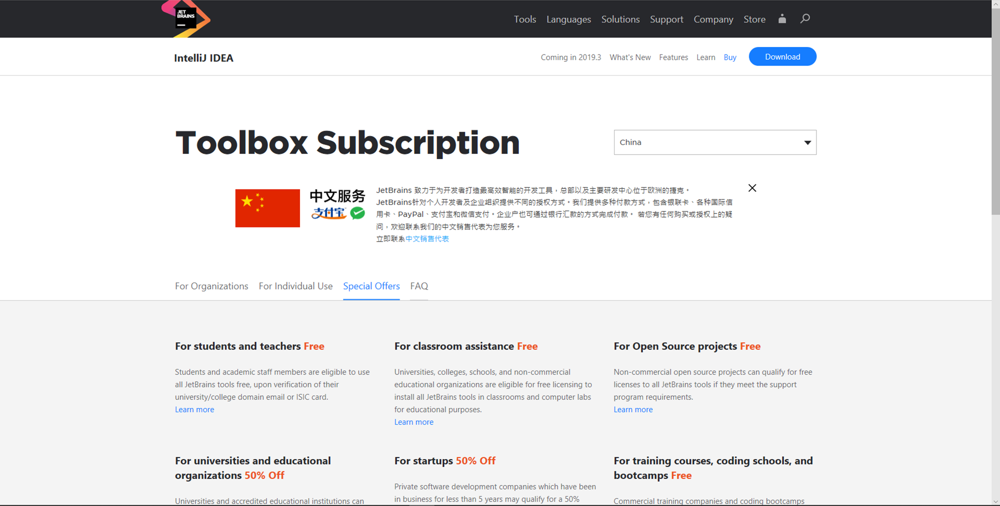 JET
BRAINS
Tools Languages Solutions Support Company Store
IntelliJ IDEA
Coming in 2019.3 What's New Features Learn Buy Download
Toolbox Subscription
China
中文服务
支付宝
JetBrains 致力于为开发者打造最高效智能的开发工具，总部以及主要研发中心位于欧洲的捷克。
JetBrains针对个人开发者及企业组织提供不同的授权方式。我们提供多种付款方式，包含银联卡、各种国际信
用卡、PayPal、支付宝和微信支付。企业户也可通过银行汇款的方式完成付款。 若您有任何购买或授权上的疑
问，欢迎联系我们的中文销售代表为您服务。
立即联系中文销售代表
For Organizations For Individual Use Special Offers FAQ
For students and teachers Free
Students and academic staff members are eligible to use
all JetBrains tools free, upon verification of their
university/college domain email or ISIC card.
Learn more
For classroom assistance Free
Universities, colleges, schools, and non-commercial
educational organizations are eligible for free licensing to
install all JetBrains tools in classrooms and computer labs
for educational purposes.
Learn more
For Open Source projects Free
Non-commercial open source projects can qualify for free
licenses to all JetBrains tools if they meet the support
program requirements.
Learn more
For universities and educational
organizations 50% Off
Universities and accredited educational institutions can
For startups 50% Off
Private software development companies which have been
in business for less than 5 years may qualify for a 50%
For training courses, coding schools, and
bootcamps Free
Commercial training companies and coding bootcamps